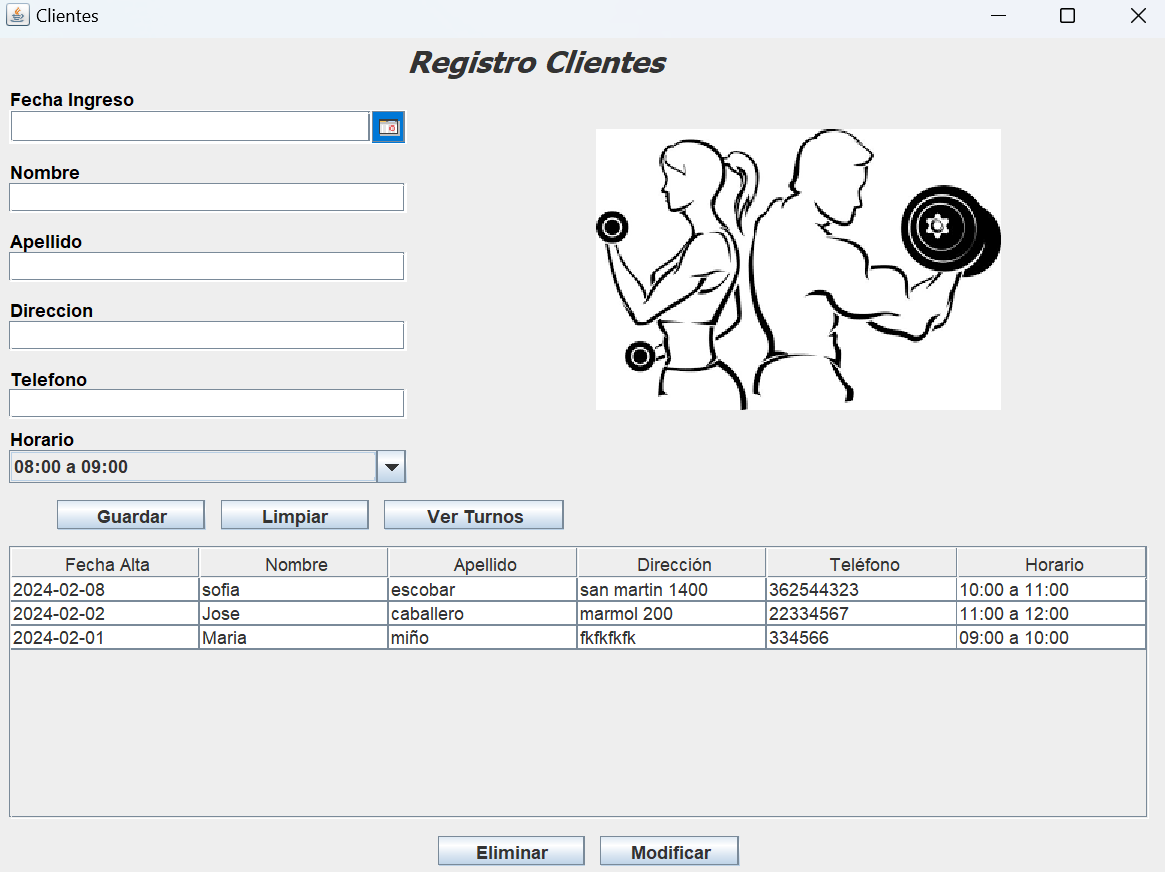 Clientes
Registro Clientes
Fecha Ingreso
Nombre
Apellido
Direccion
Telefono
Horario
08:00 a 09:00
Guardar Limpiar Ver Turnos
Fecha Alta Nombre Apellido Dirección Teléfono Horario
2024-02-08 sofia escobar san martin 1400 362544323 10:00 a 11:00
2024-02-02 Jose caballero marmol 200 22334567 11:00 a 12:00
2024-02-01 Maria miño fkfkfkfk 334566 09:00 a 10:00
Eliminar Modificar